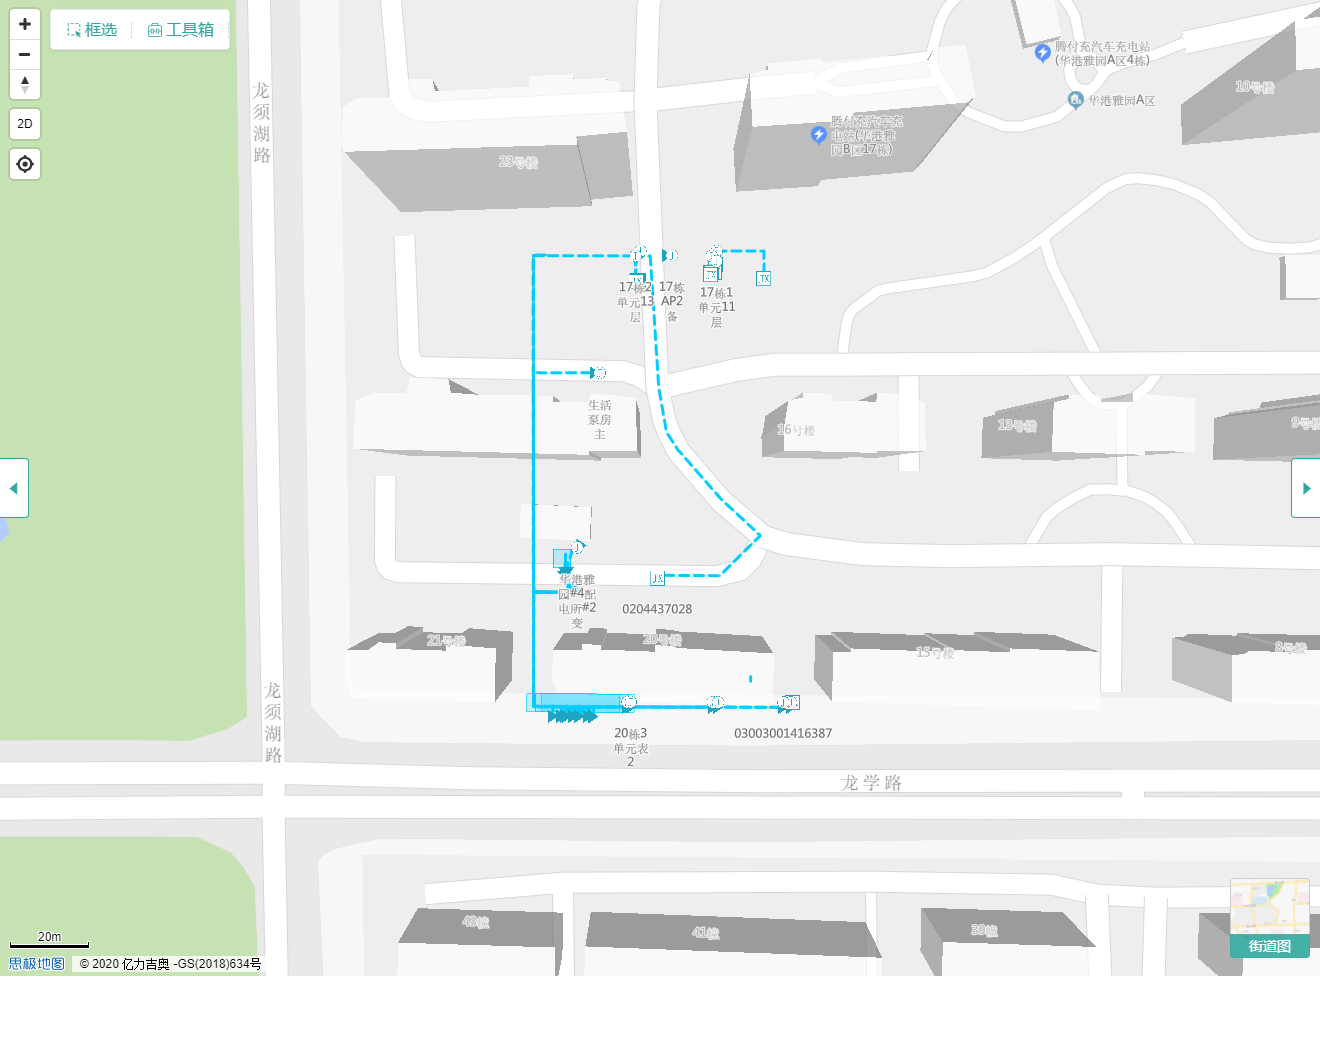 框选
工具箱
2D
龙须湖路
腾付充汽车充电站
(华港雅园A区4栋)
华港雅园A区
10号楼
腾付充汽车充
电站(华港雅
园B区17栋)
23号楼
17栋2
单元13
层
17栋
AP2
备
17栋1
单元11
层
JX
JX
生活
泵房
主
16号楼
13号楼
9号楼
华港雅
园#4配
电所#2
变
JX
0204437028
21号楼
20号楼
15号楼
8号楼
龙须湖路
20栋3
单元表
2
03003001416387
龙学路
43幢
41幢
39幢
20m
思极地图
© 2020 亿力吉奥 -GS(2018)634号
街道图